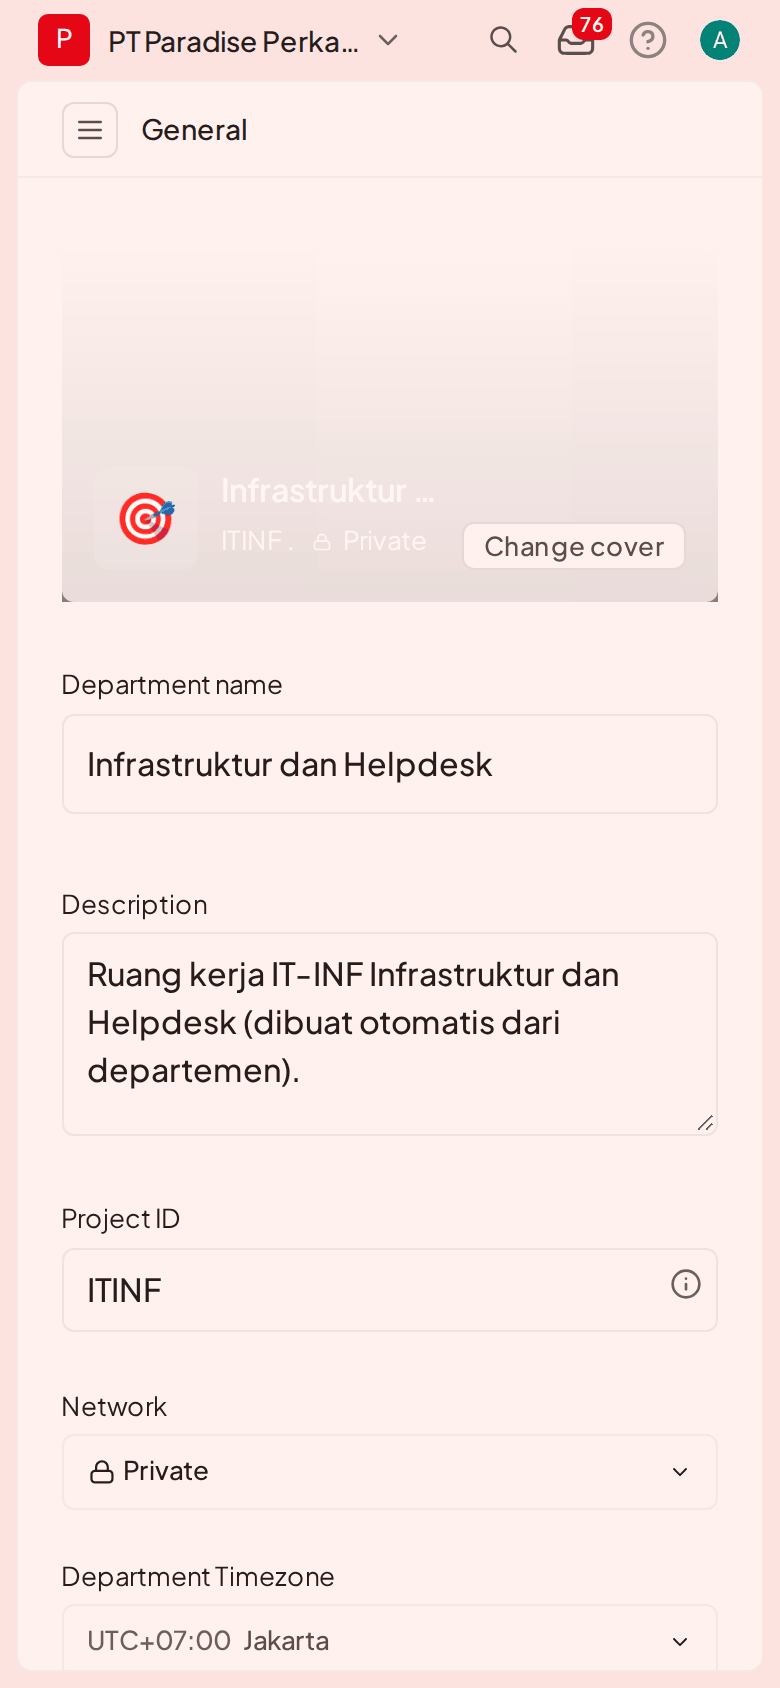 P
PT Paradise Perka...
76
A
General
Infrastruktur ...
ITINF .
Private
Change cover
Department name
Infrastruktur dan Helpdesk
Description
Ruang kerja IT-INF Infrastruktur dan
Helpdesk (dibuat otomatis dari
departemen).
Project ID
ITINF
Network
Private
Department Timezone
UTC+07:00 Jakarta